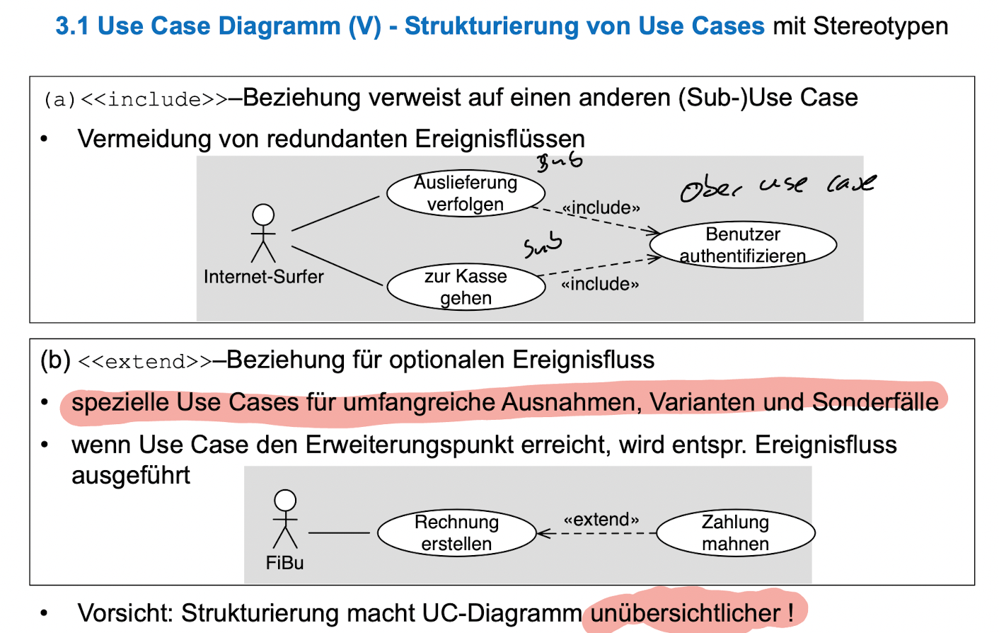 3.1 Use Case Diagramm (V) - Strukturierung von Use Cases mit Stereotypen
(a) <<include>>–Beziehung verweist auf einen anderen (Sub-)Use Case
• Vermeidung von redundanten Ereignisflüssen
Sub
Ober use case
Auslieferung
verfolgen
«include»
Benutzer
authentifizieren
Sub
Internet-Surfer
zur Kasse
gehen
«include»
(b) <<extend>>–Beziehung für optionalen Ereignisfluss
• spezielle Use Cases für umfangreiche Ausnahmen, Varianten und Sonderfälle
• wenn Use Case den Erweiterungspunkt erreicht, wird entspr. Ereignisfluss
ausgeführt
Rechnung
erstellen
«extend»
Zahlung
mahnen
FiBu
• Vorsicht: Strukturierung macht UC-Diagramm unübersichtlicher !